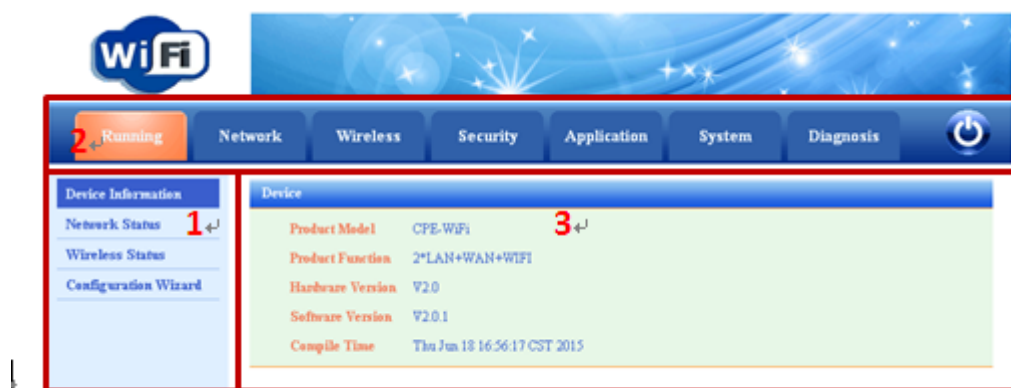 WiFi
2↵ Running Network Wireless Security Application System Diagnosis
Device Information
Network Status 1↵
Wireless Status
Configuration Wizard
Device
Product Model CPE-WiFi 3↵
Product Function 2*LAN+WAN+WIFI
Hardware Version V2.0
Software Version V2.0.1
Compile Time Thu Jun 18 16:56:17 CST 2015